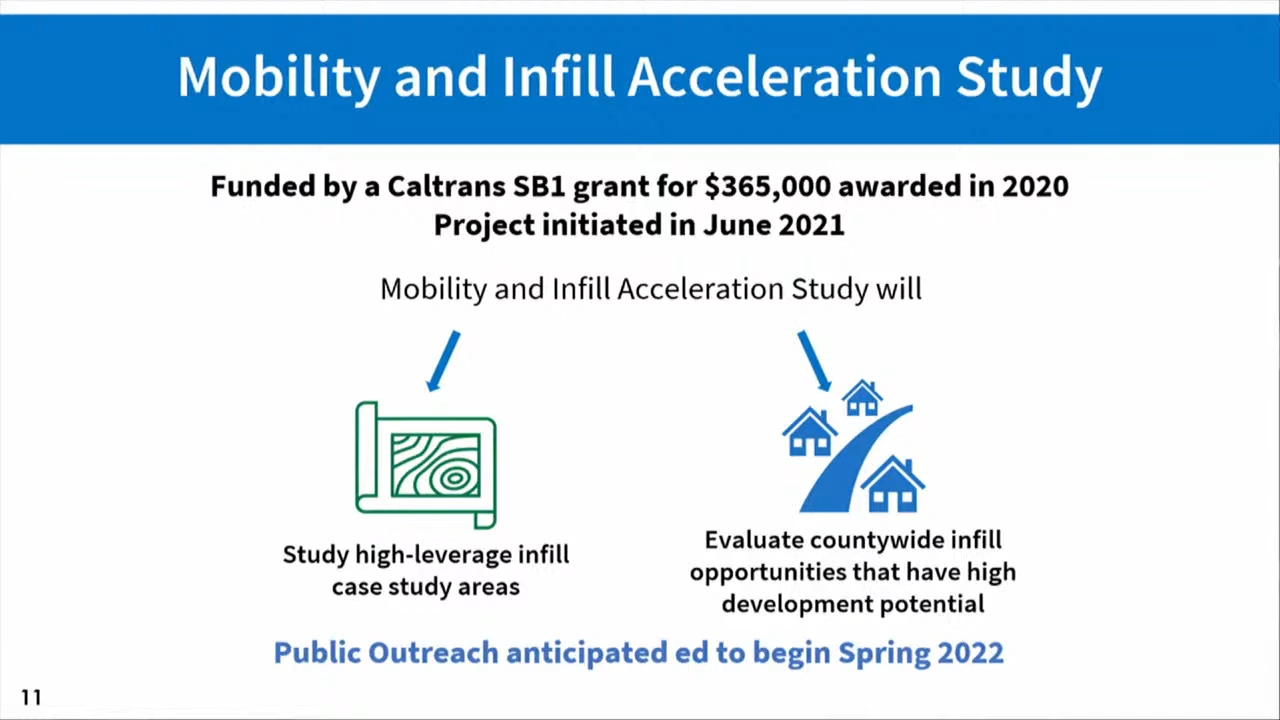 Mobility and Infill Acceleration Study
Funded by a Caltrans SB1 grant for $365,000 awarded in 2020
Project initiated in June 2021
Mobility and Infill Acceleration Study will
Study high-leverage infill
case study areas
Evaluate countywide infill
opportunities that have high
development potential
Public Outreach anticipated ed to begin Spring 2022
11